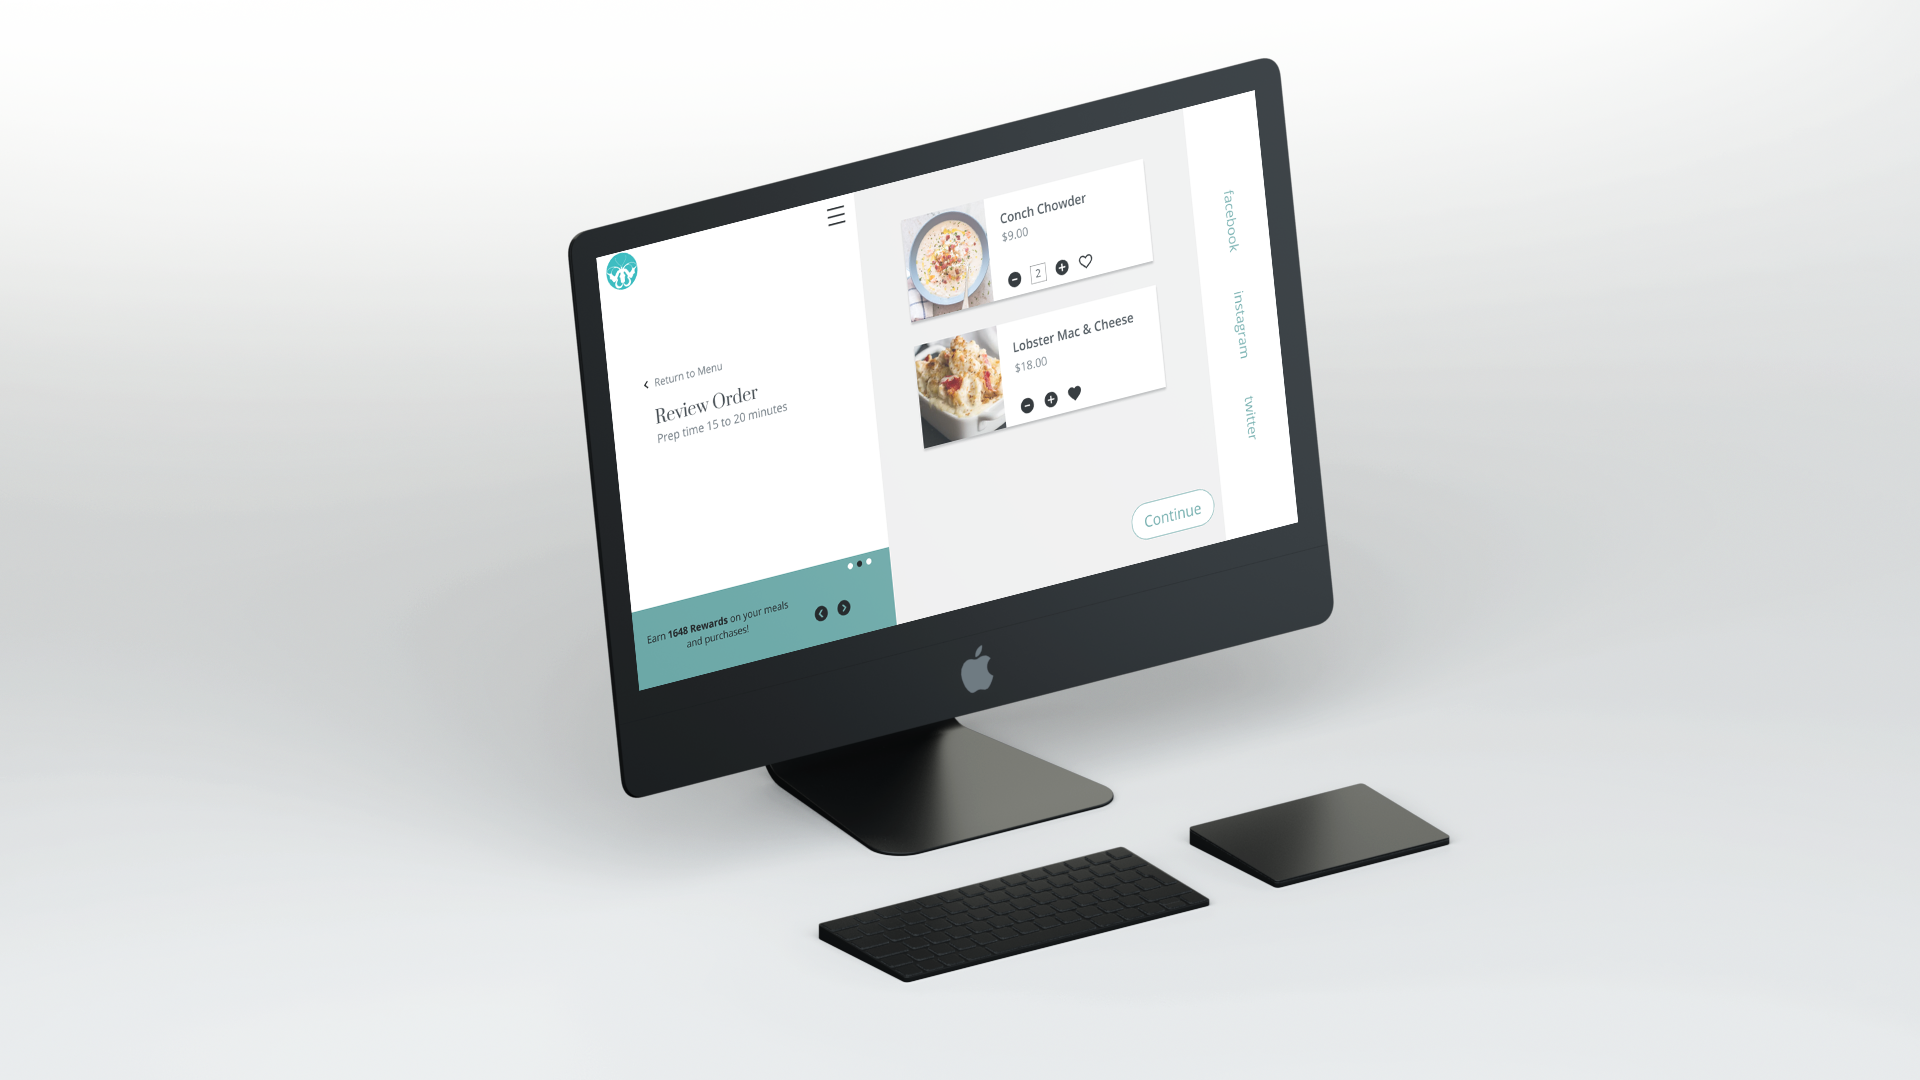 Return to Menu
Review Order
Prep time 15 to 20 minutes
Earn 1648 Rewards on your meals
and purchases!
Conch Chowder
$9.00
2
Lobster Mac & Cheese
$18.00
Continue
facebook
instagram
twitter